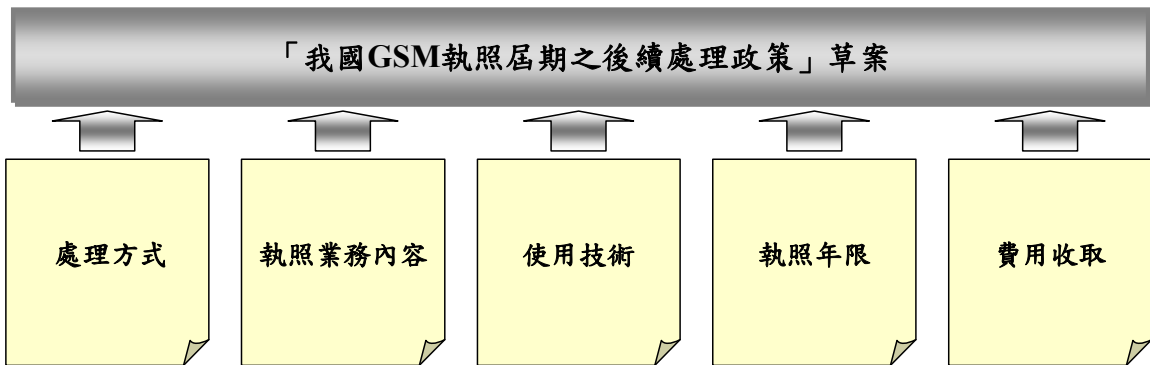 「我國GSM執照屆期之後續處理政策」草案
處理方式
執照業務內容
使用技術
執照年限
費用收取